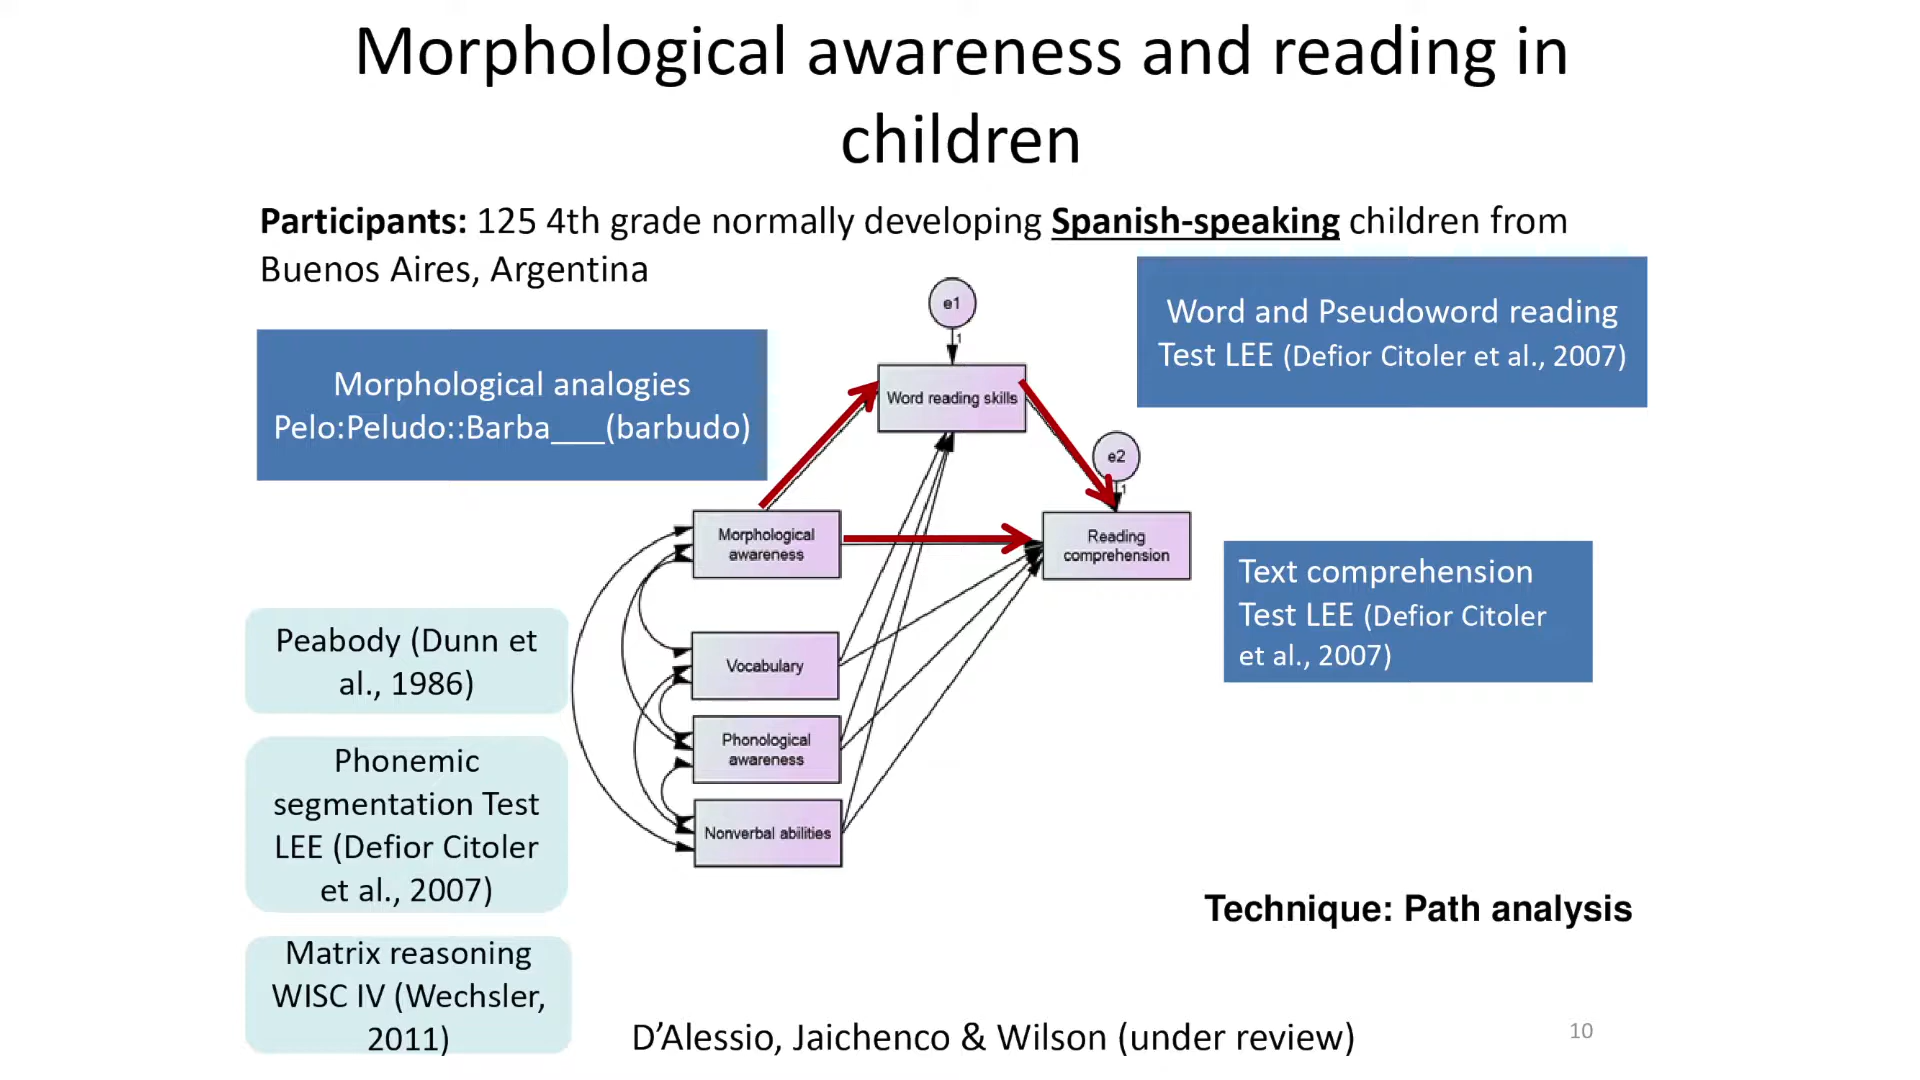 Morphological awareness and reading in
children
Participants: 125 4th grade normally developing Spanish-speaking children from
Buenos Aires, Argentina
Morphological analogies
Pelo:Peludo::Barba___(barbudo)
Word and Pseudoword reading
Test LEE (Defior Citoler et al., 2007)
e1
1
Word reading skills
e2
1
Morphological
awareness
Reading
comprehension
Text comprehension
Test LEE (Defior Citoler
et al., 2007)
Peabody (Dunn et
al., 1986)
Vocabulary
Phonemic
segmentation Test
LEE (Defior Citoler
et al., 2007)
Phonological
awareness
Nonverbal abilities
Matrix reasoning
WISC IV (Wechsler,
2011)
Technique: Path analysis
D’Alessio, Jaichenco & Wilson (under review)
10